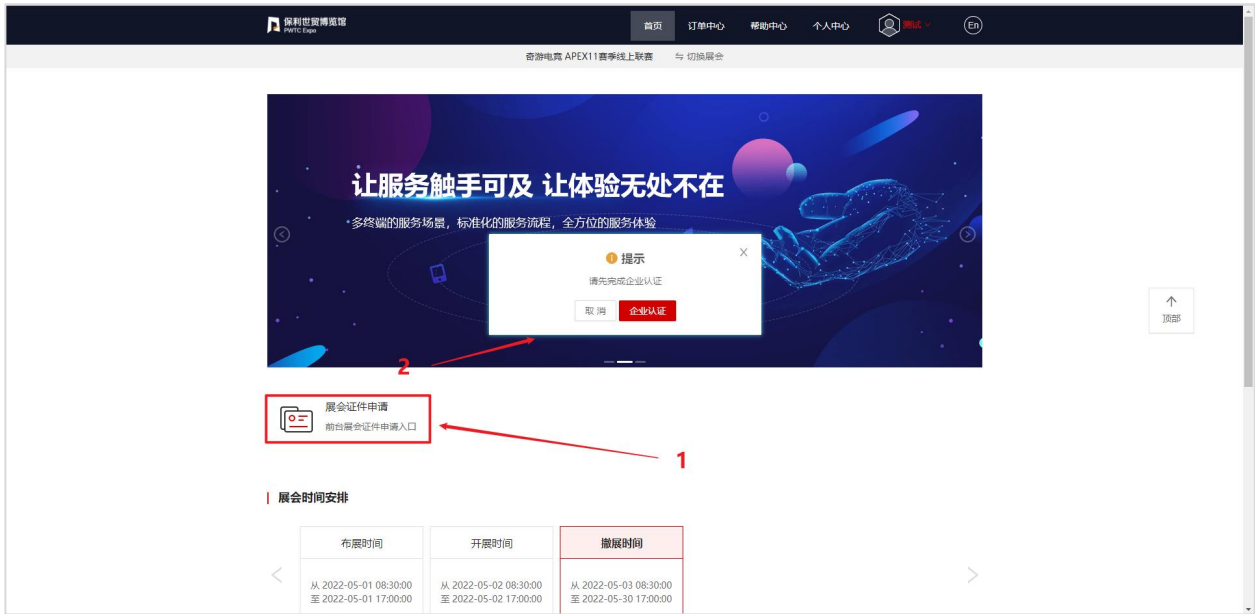 保利世贸博览馆
PWTC Expo
首页 订单中心 帮助中心 个人中心 测试 En
奇游电竞 APEX11赛季线上联赛 切换展会
让服务触手可及 让体验无处不在
多终端的服务场景，标准化的服务流程，全方位的服务体验
提示 X
请先完成企业认证
取消 企业认证
顶部
2
展会证件申请
前台展会证件申请入口
1
展会时间安排
布展时间 开展时间 撤展时间
从 2022-05-01 08:30:00 从 2022-05-02 08:30:00 从 2022-05-03 08:30:00
至 2022-05-01 17:00:00 至 2022-05-02 17:00:00 至 2022-05-30 17:00:00